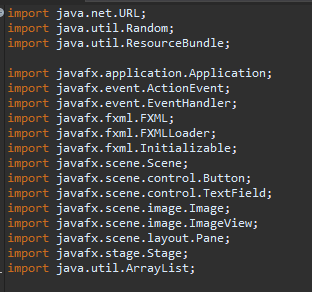 import java.net.URL;
import java.util.Random;
import java.util.ResourceBundle;
import javafx.application.Application;
import javafx.event.ActionEvent;
import javafx.event.EventHandler;
import javafx.fxml.FXML;
import javafx.fxml.FXMLLoader;
import javafx.fxml.Initializable;
import javafx.scene.Scene;
import javafx.scene.control.Button;
import javafx.scene.control.TextField;
import javafx.scene.image.Image;
import javafx.scene.image.ImageView;
import javafx.scene.layout.Pane;
import javafx.stage.Stage;
import java.util.ArrayList;